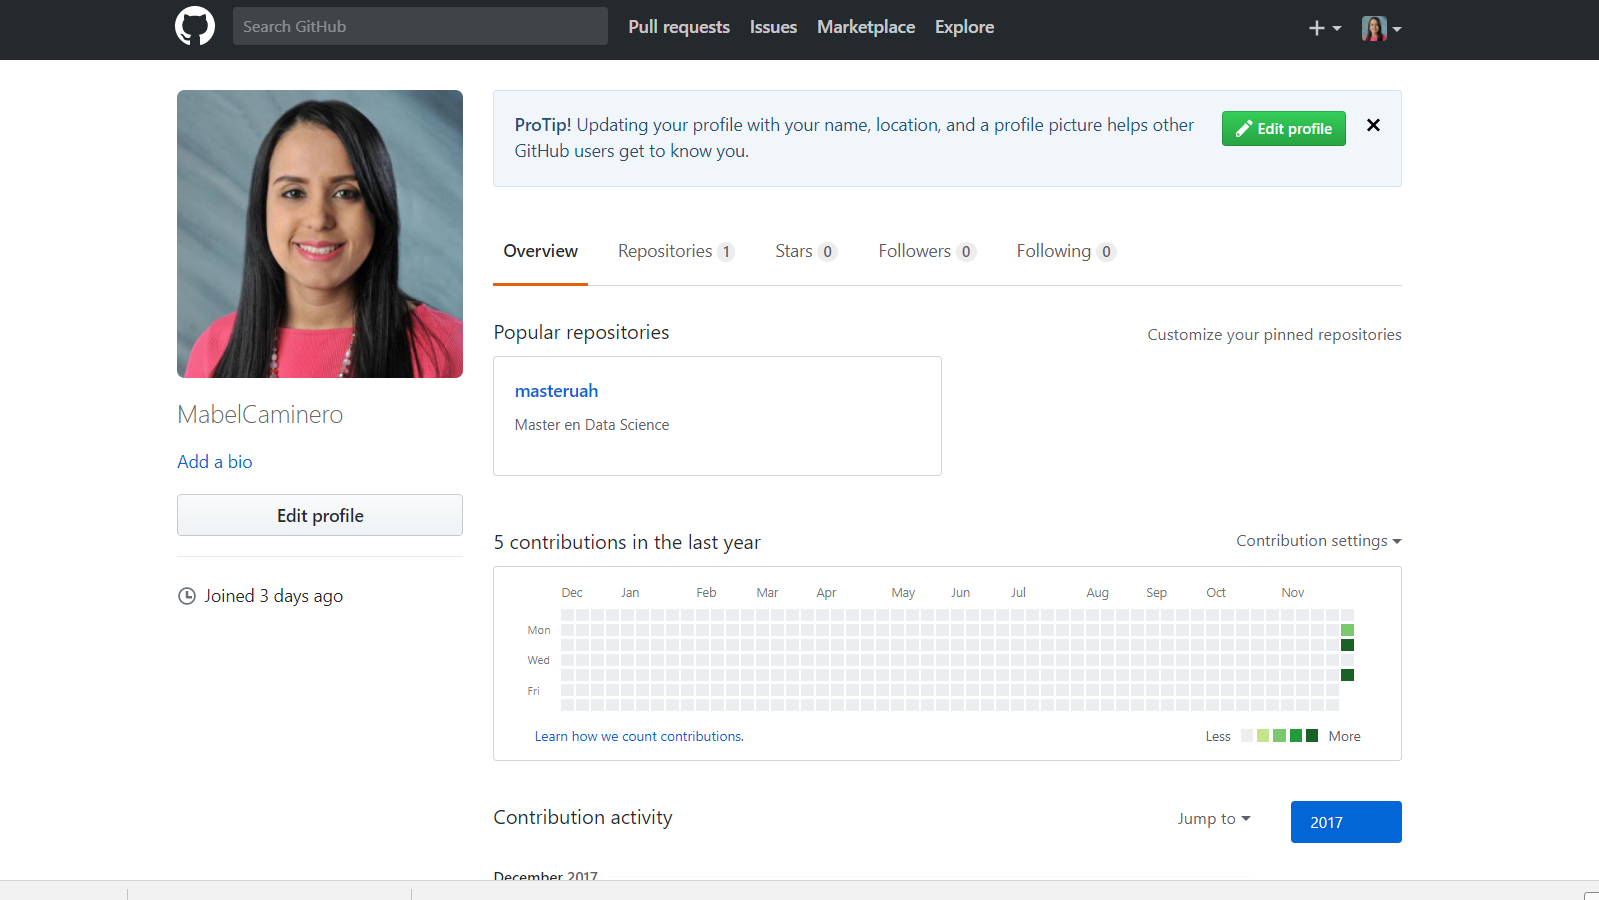 Search GitHub
Pull requests Issues Marketplace Explore
ProTip! Updating your profile with your name, location, and a profile picture helps other
GitHub users get to know you.
Edit profile
Overview Repositories 1 Stars 0 Followers 0 Following 0
MabelCaminero
Add a bio
Edit profile
Joined 3 days ago
Popular repositories
Customize your pinned repositories
masteruah
Master en Data Science
5 contributions in the last year
Contribution settings
Dec Jan Feb Mar Apr May Jun Jul Aug Sep Oct Nov
Mon
Wed
Fri
Learn how we count contributions.
Less More
Contribution activity
Jump to
2017
December 2017